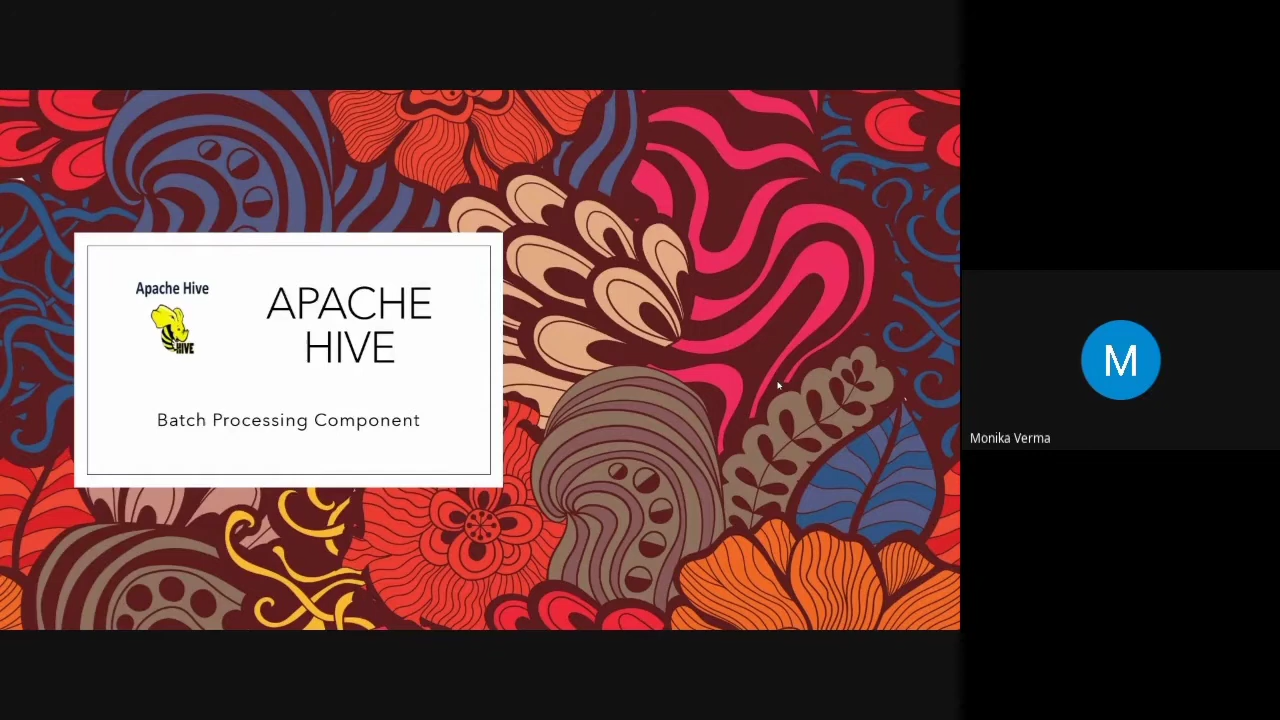 Apache Hive
HIVE
APACHE
HIVE
Batch Processing Component
M
Monika Verma